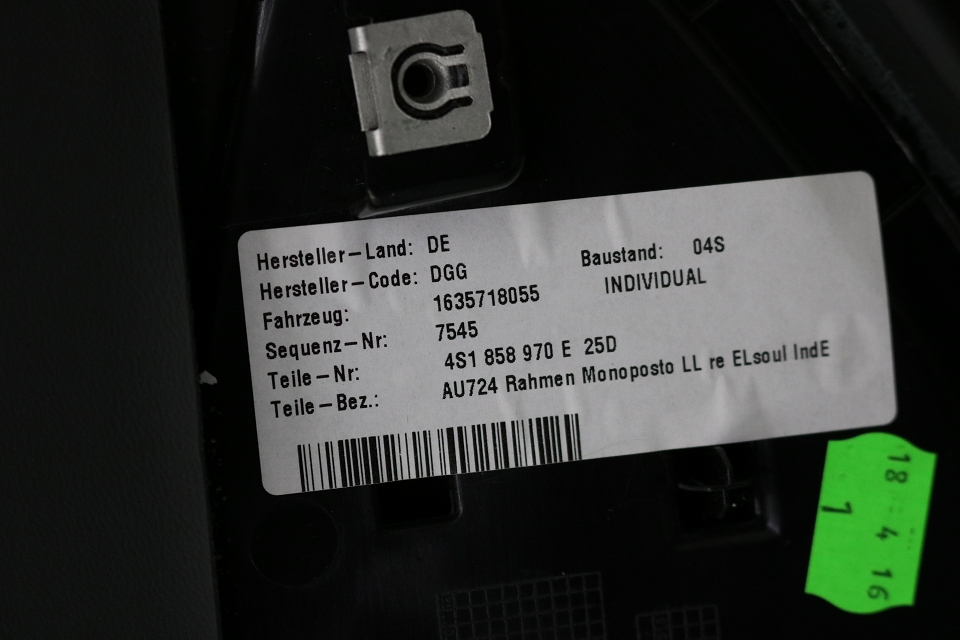 Hersteller-Land: DE
Hersteller-Code: DGG
Baustand: 04S
Fahrzeug: 1635718055
INDIVIDUAL
Sequenz-Nr: 7545
Teile-Nr: 4S1 858 970 E 25D
Teile-Bez.: AU724 Rahmen Monoposto LL re ELsoul IndE
18 4 16
1